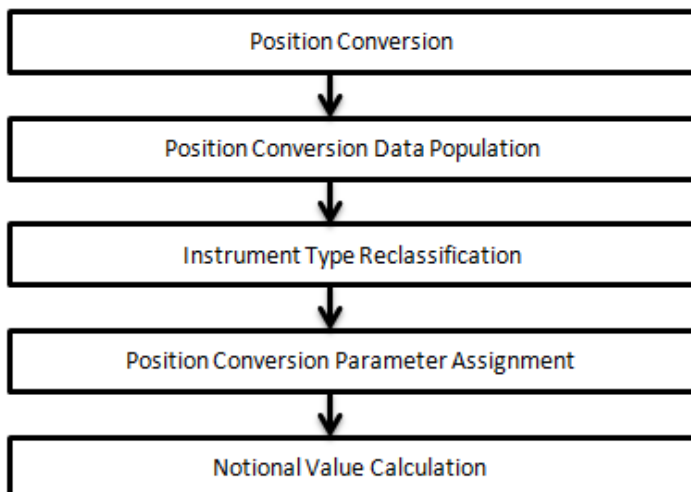 Position Conversion
Position Conversion Data Population
Instrument Type Reclassification
Position Conversion Parameter Assignment
Notional Value Calculation